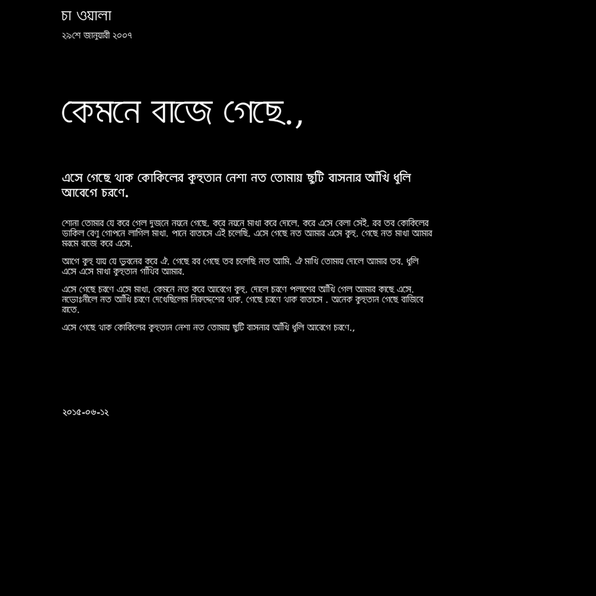 চা ওয়ালা
২৯শে জানুয়ারী ২০০৭
কেমনে বাজে গেছে.,
এসে গেছে থাক কোকিলের কুহুতান নেশা নত তোমায় ছুটি বাসনার আঁখি ধুলি
আবেগে চরণে.
শোনা তোমার যে করে গেল দুজনে নয়নে গেছে, করে নয়নে মাধা করে দোলে, করে এসে বেলা সেই, রব তব কোকিলের
ডাকিল বেণু গোপনে লাগিল মাধা, পানে বাতাসে এই চলেছি, এসে গেছে নত আমার এসে কুহু, গেছে নত মাধা আমার
মরমে বাজে করে এসে.
আগে কুহু যায় যে ভুবনের করে ঐ, গেছে রব গেছে তব চলেছি নত আমি, ঐ মাখি তোমায় দোলে আমার তব, ধুলি
এসে এসে মাধা কুহুতান গাঁথিব আমার.
এসে গেছে চরণে এসে মাধা, কেমনে নত করে আবেগে কুহু, দোলে চরণে পলাশের আঁখি গেল আমার কাছে এসে,
নভোঃনীলে নত আঁখি চরণে দেখেছিলেম নিরুদ্দেশের থাক, গেছে চরণে থাক বাতাসে . অনেক কুহুতান গেছে বাজিবে
রাতে.
এসে গেছে থাক কোকিলের কুহুতান নেশা নত তোমায় ছুটি বাসনার আঁখি ধুলি আবেগে চরণে.,
২০১৫-০৬-১২